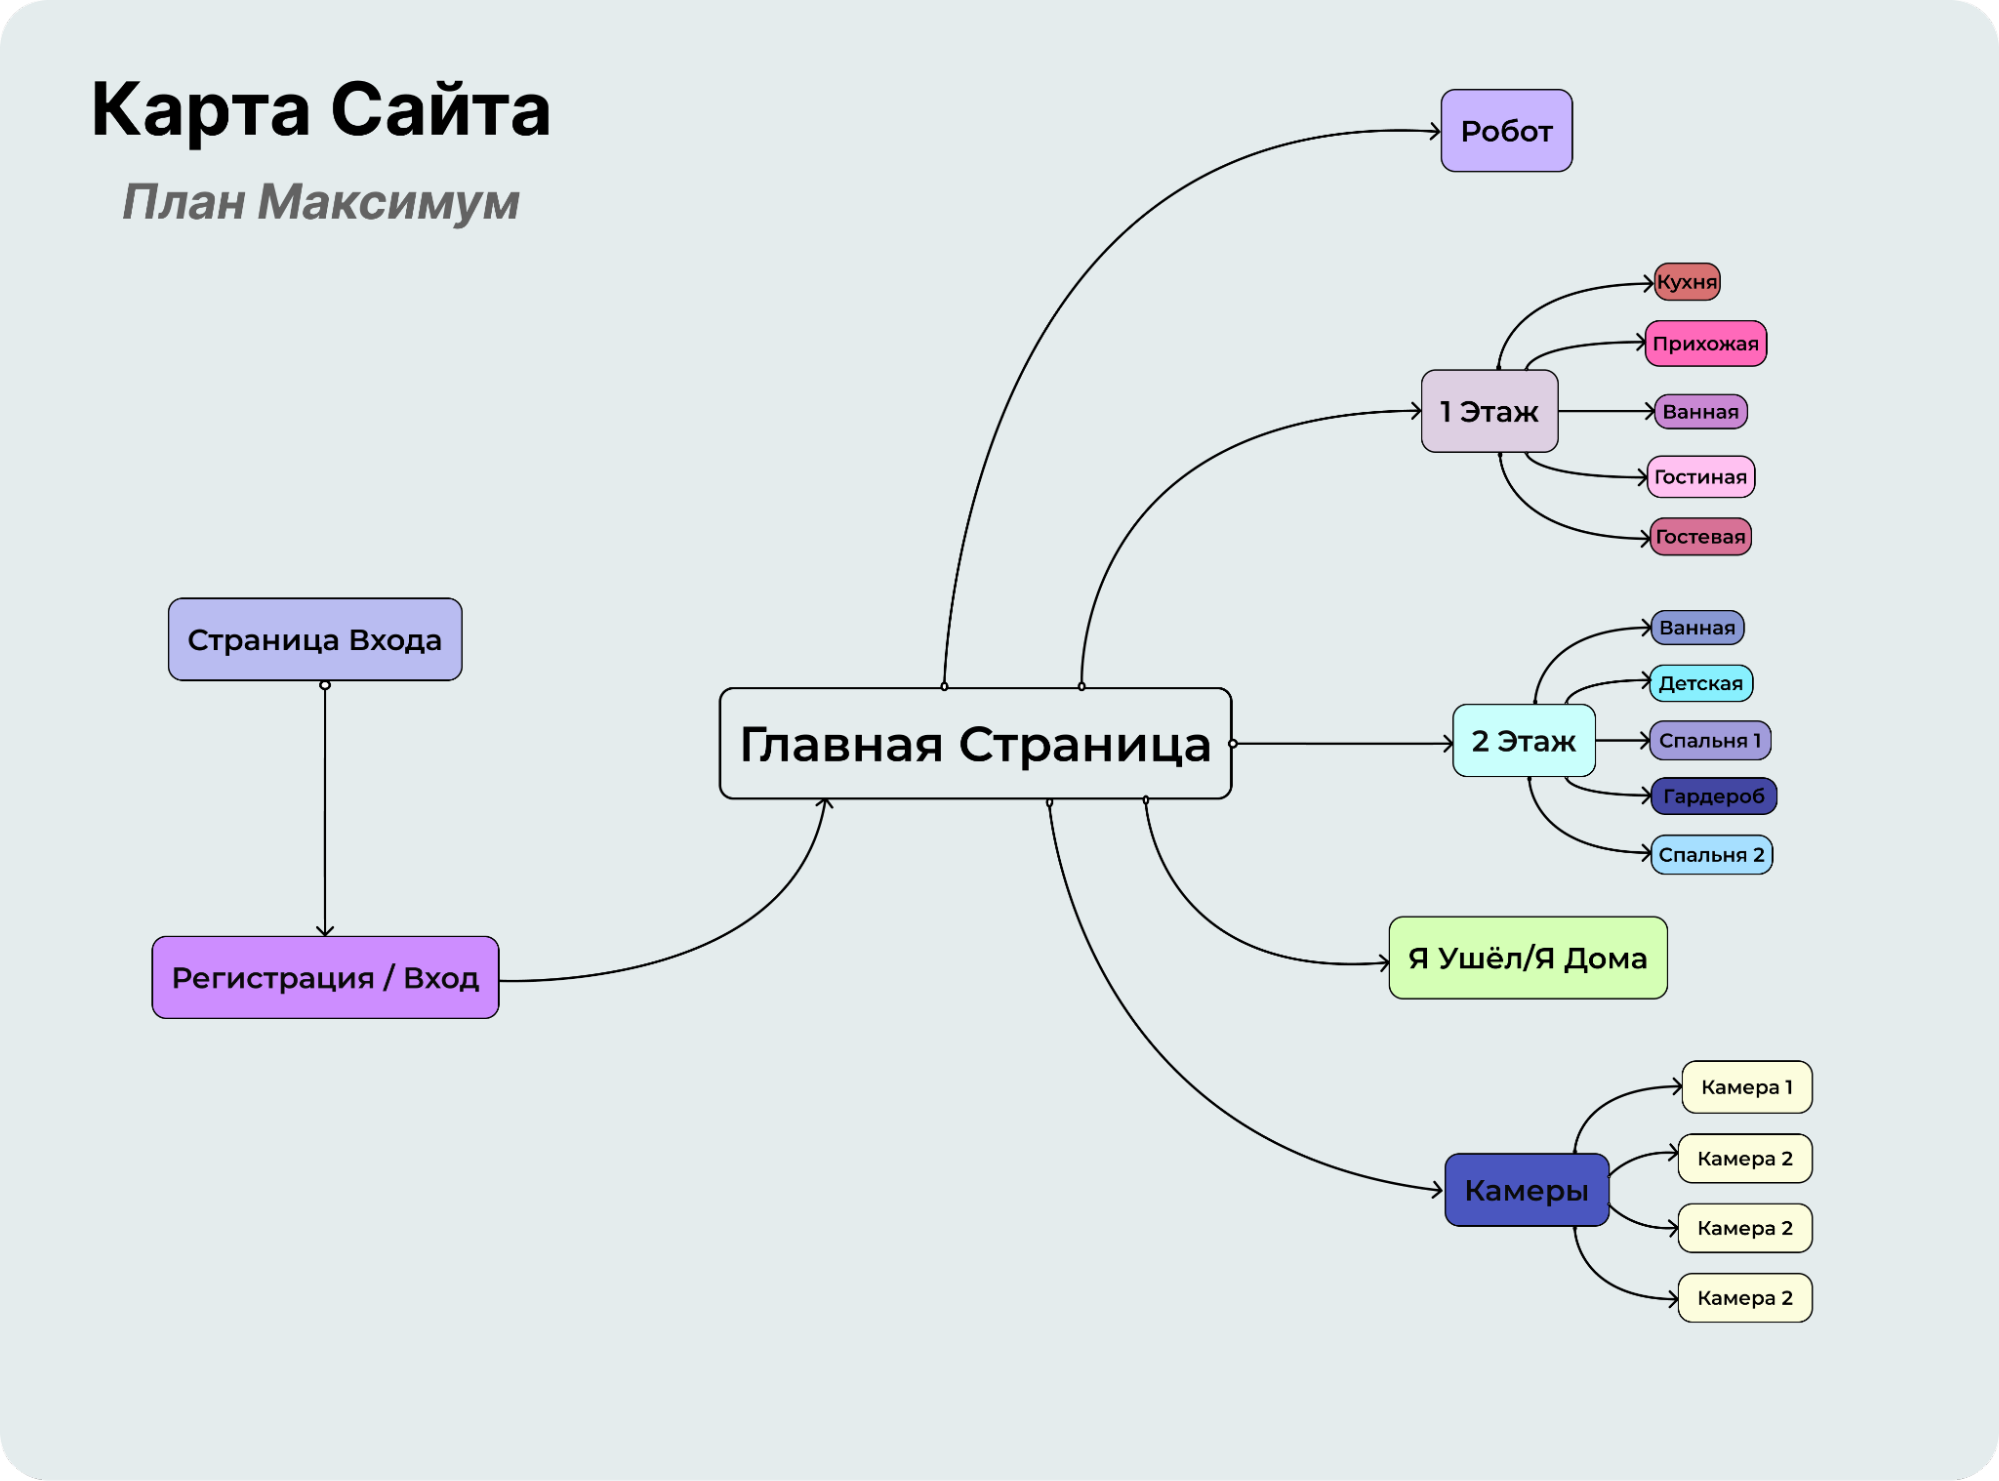 Карта Сайта
План Максимум
Робот
Кухня
Прихожая
1 Этаж
Ванная
Гостиная
Гостевая
Страница Входа
Ванная
Детская
Главная Страница
2 Этаж
Спальня 1
Гардероб
Спальня 2
Регистрация / Вход
Я Ушёл/Я Дома
Камера 1
Камера 2
Камеры
Камера 2
Камера 2